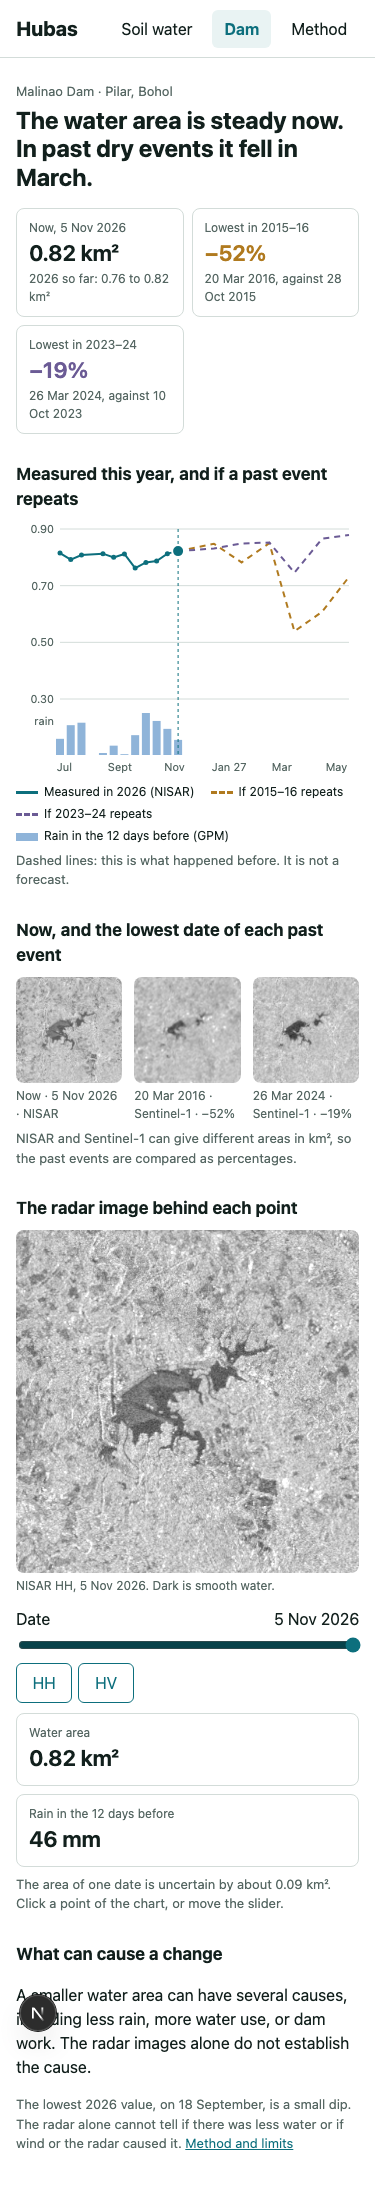 Hubas
Soil water
Dam
Method
Malinao Dam · Pilar, Bohol
The water area is steady now.
In past dry events it fell in
March.
Now, 5 Nov 2026
0.82 km²
2026 so far: 0.76 to 0.82
km²
Lowest in 2015–16
−52%
20 Mar 2016, against 28
Oct 2015
Lowest in 2023–24
−19%
26 Mar 2024, against 10
Oct 2023
Measured this year, and if a past event
repeats
0.90
0.70
0.50
0.30
rain
Jul Sept Nov Jan 27 Mar May
Measured in 2026 (NISAR)
If 2015–16 repeats
If 2023–24 repeats
Rain in the 12 days before (GPM)
Dashed lines: this is what happened before. It is not a
forecast.
Now, and the lowest date of each past
event
Now · 5 Nov 2026
· NISAR
20 Mar 2016 ·
Sentinel-1 · −52%
26 Mar 2024 ·
Sentinel-1 · −19%
NISAR and Sentinel-1 can give different areas in km², so
the past events are compared as percentages.
The radar image behind each point
NISAR HH, 5 Nov 2026. Dark is smooth water.
Date
5 Nov 2026
HH
HV
Water area
0.82 km²
Rain in the 12 days before
46 mm
The area of one date is uncertain by about 0.09 km².
Click a point of the chart, or move the slider.
What can cause a change
A smaller water area can have several causes,
N
ding less rain, more water use, or dam
work. The radar images alone do not establish
the cause.
The lowest 2026 value, on 18 September, is a small dip.
The radar alone cannot tell if there was less water or if
wind or the radar caused it. Method and limits